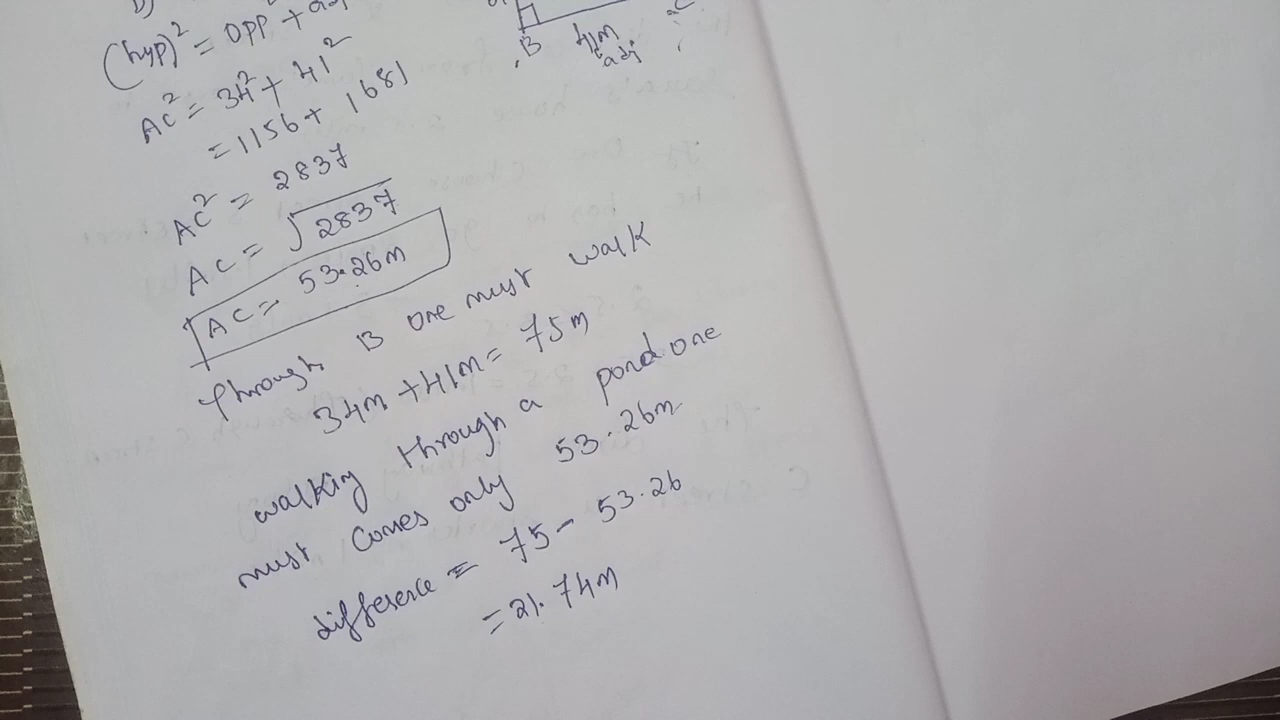 (hyp)² = opp² +
B 41m
adj
AC² = 34² + 41²
= 1156 + 1681
AC² = 2837
AC = √2837
AC = 53.26m
Through B one must walk
34m + 41m = 75m
walking through a pond one
must comes only 53.26m
difference = 75 - 53.26
= 21.74m